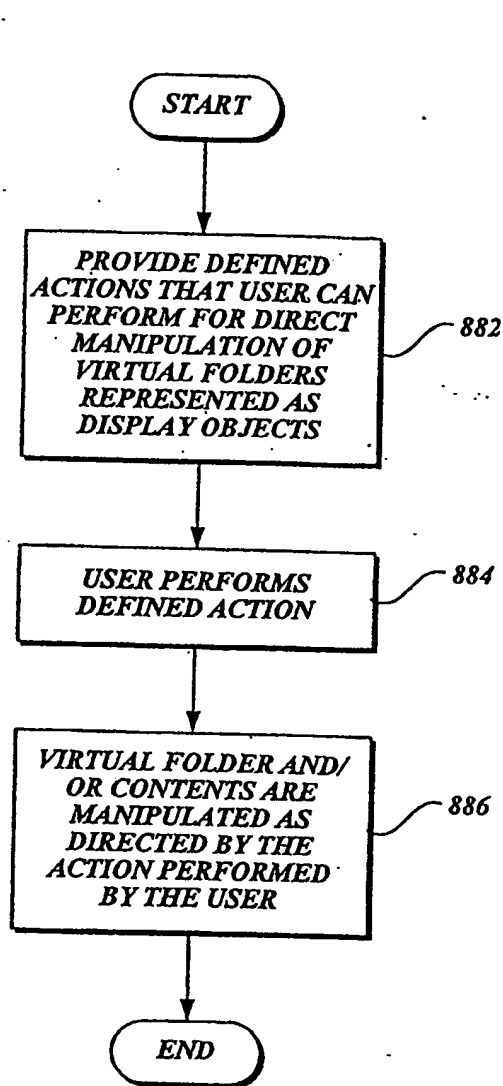 START
PROVIDE DEFINED
ACTIONS THAT USER CAN
PERFORM FOR DIRECT
MANIPULATION OF
VIRTUAL FOLDERS
REPRESENTED AS
DISPLAY OBJECTS
882
USER PERFORMS
DEFINED ACTION
884
VIRTUAL FOLDER AND/
OR CONTENTS ARE
MANIPULATED AS
DIRECTED BY THE
ACTION PERFORMED
BY THE USER
886
END